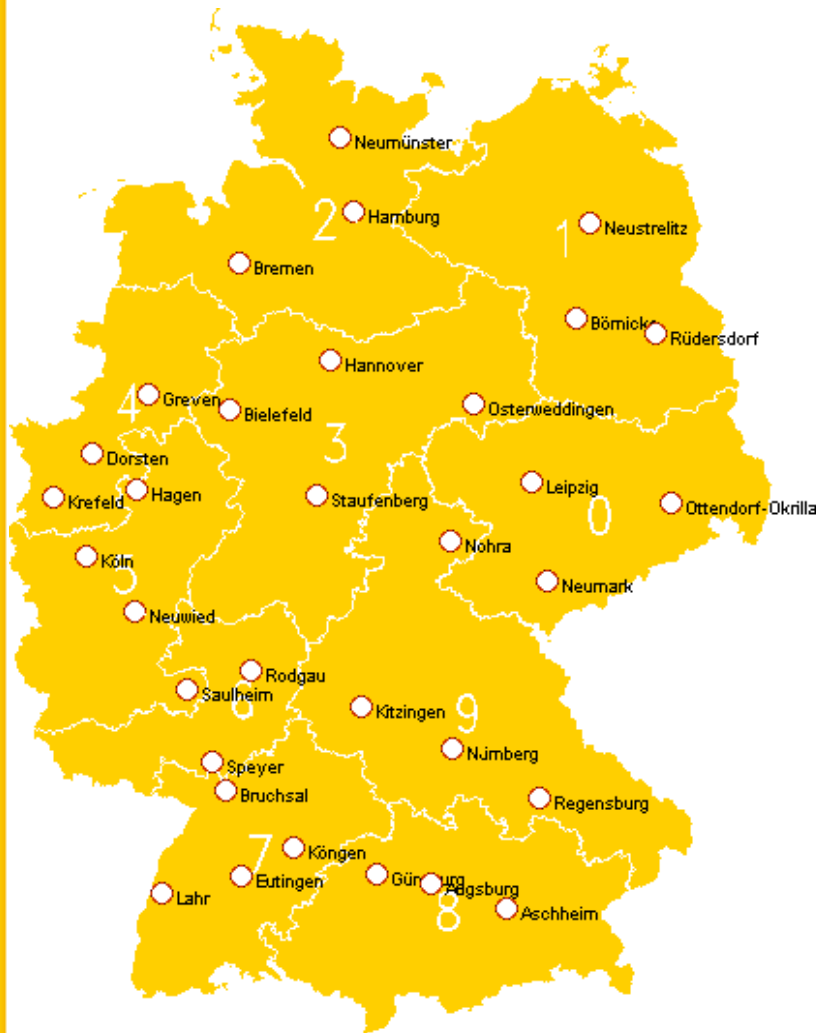 Neumünster
2
Hamburg
1
Neustrelitz
Bremen
Börnicke
Rüdersdorf
Hannover
4
Greven
Bielefeld
Osterweddingen
3
Dorsten
Krefeld
Hagen
Staufenberg
Leipzig
Ottendorf-Okrilla
0
Nohra
Köln
5
Neumark
Neuwied
Rodgau
Saulheim
6
Kitzingen
9
Nürnberg
Speyer
Bruchsal
Regensburg
7
Köngen
Eutingen
Günzburg
Augsburg
Lahr
8
Aschheim